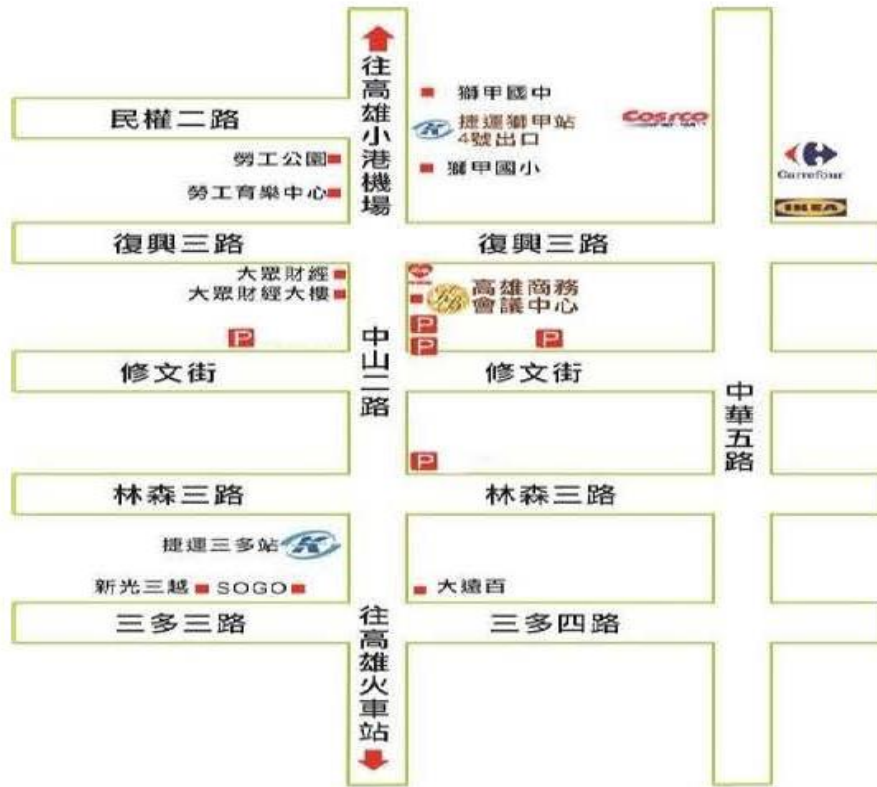 往高雄小港機場
獅甲國中
民權二路
捷運獅甲站
4號出口
COSTCO
勞工公園
獅甲國小
Carrefour
勞工育樂中心
IKEA
復興三路
復興三路
大眾財經
大眾財經大樓
高雄商務
會議中心
P
P
P
P
中山二路
修文街
修文街
中華五路
P
林森三路
林森三路
捷運三多站
新光三越
SOGO
大遠百
三多三路
三多四路
往高雄火車站